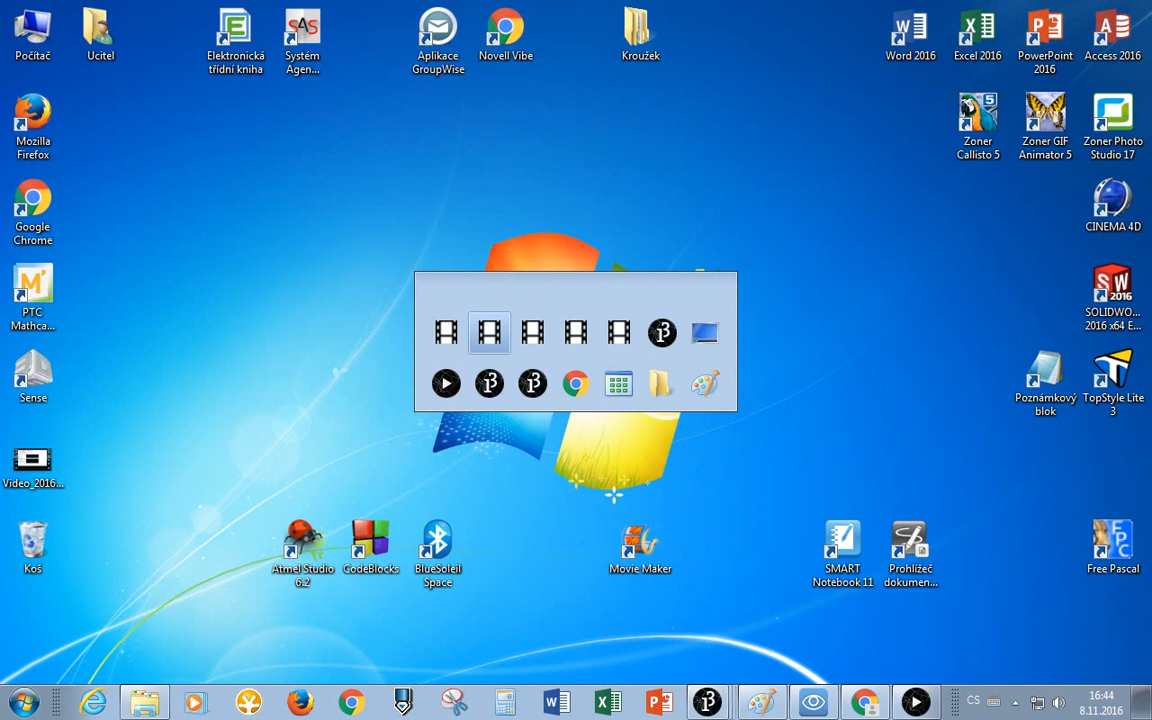 Počítač
Ucitel
Elektronická
třídní kniha
Systém
Agen...
Aplikace
GroupWise
Novell Vibe
Kroužek
Word 2016
Excel 2016
PowerPoint
2016
Access 2016
Mozilla
Firefox
Zoner
Callisto 5
Zoner GIF
Animator 5
Zoner Photo
Studio 17
Google
Chrome
CINEMA 4D
PTC
Mathca...
SOLIDWO...
2016 x64 E...
Sense
Poznámkový
blok
TopStyle Lite
3
Video_2016...
Koš
Atmel Studio
6.2
CodeBlocks
BlueSoleil
Space
Movie Maker
SMART
Notebook 11
Prohlížeč
dokumen...
Free Pascal
CS
16:44
8.11.2016